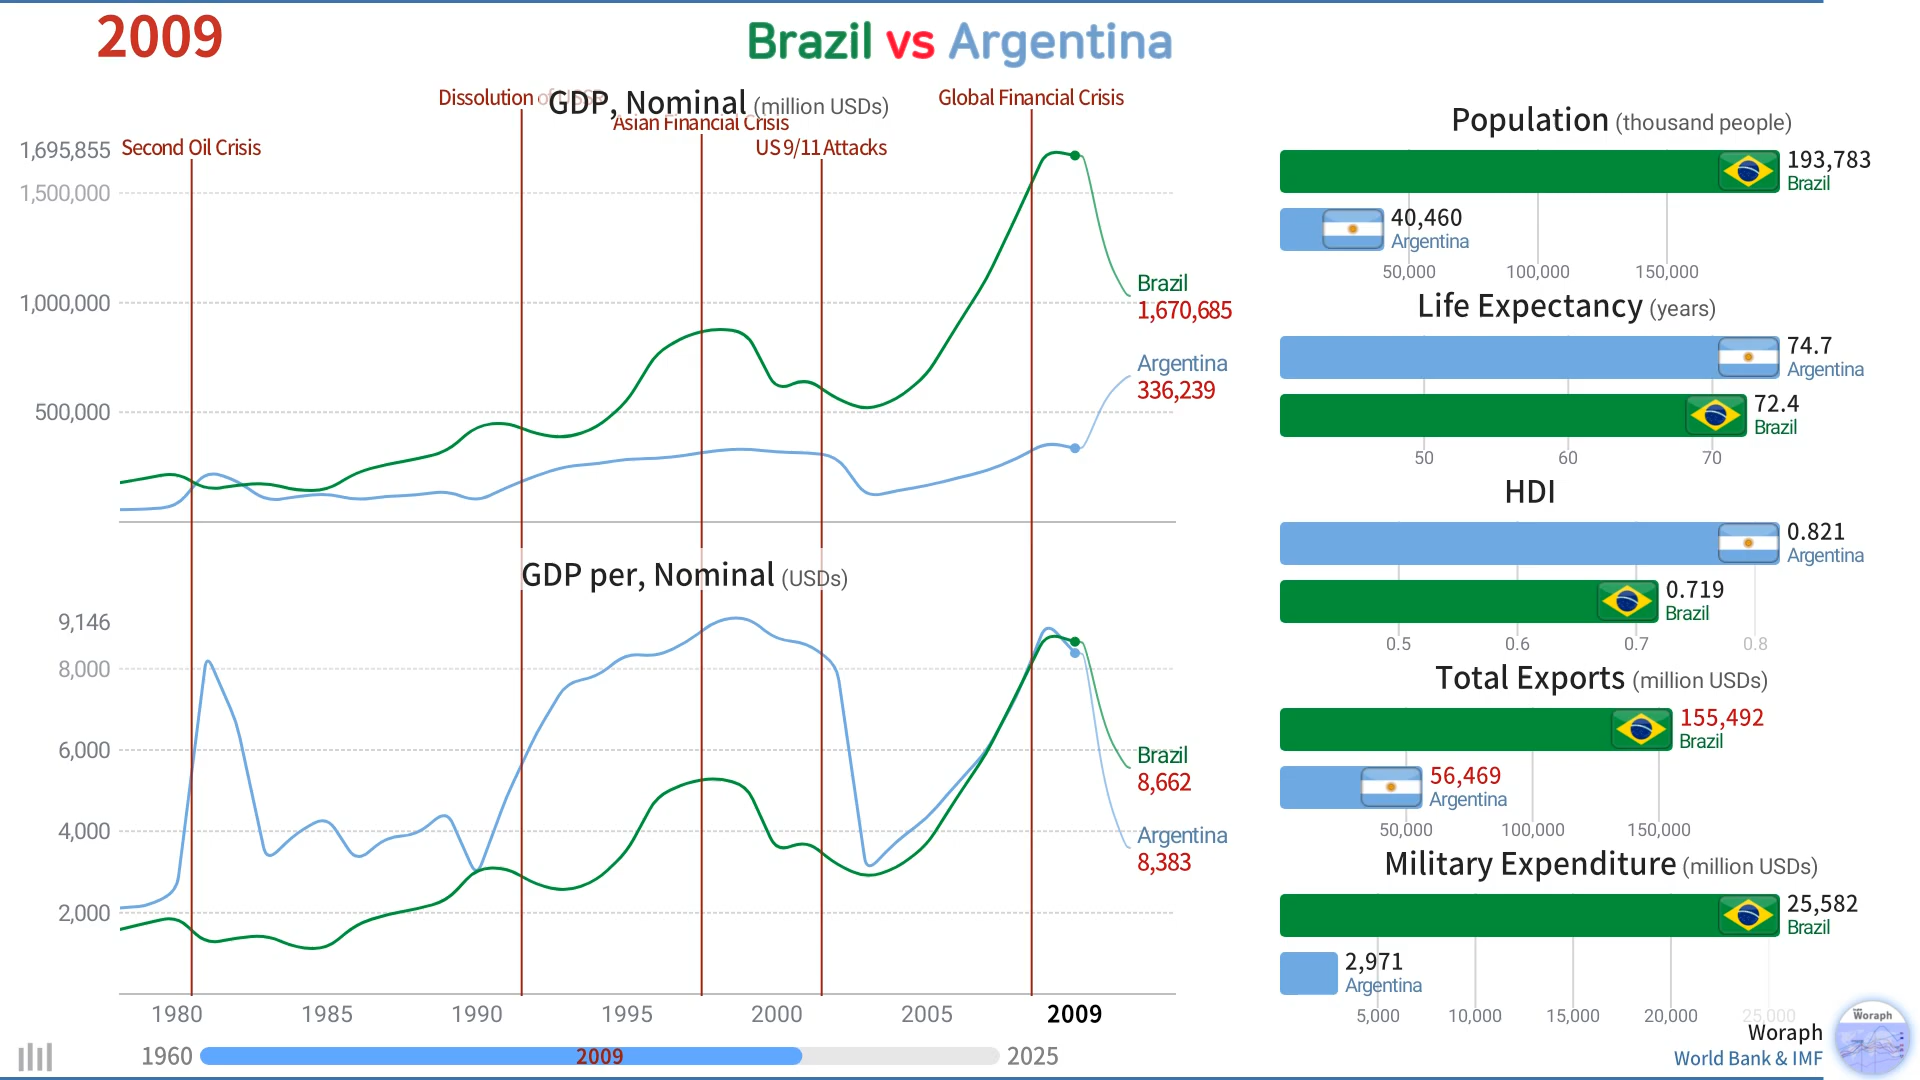 2009
Brazil vs Argentina
Dissolution of USSR
GDP, Nominal (million USDs)
Global Financial Crisis
Asian Financial Crisis
Second Oil Crisis
US 9/11 Attacks
1,695,855
1,500,000
1,000,000
500,000
Brazil
1,670,685
Argentina
336,239
GDP per, Nominal (USDs)
9,146
8,000
6,000
4,000
2,000
Brazil
8,662
Argentina
8,383
1980 1985 1990 1995 2000 2005 2009
1960 2009 2025
Population (thousand people)
193,783
Brazil
40,460
Argentina
50,000 100,000 150,000
Life Expectancy (years)
74.7
Argentina
72.4
Brazil
50 60 70
HDI
0.821
Argentina
0.719
Brazil
0.5 0.6 0.7 0.8
Total Exports (million USDs)
155,492
Brazil
56,469
Argentina
50,000 100,000 150,000
Military Expenditure (million USDs)
25,582
Brazil
2,971
Argentina
5,000 10,000 15,000 20,000 25,000
Woraph
World Bank & IMF
Woraph